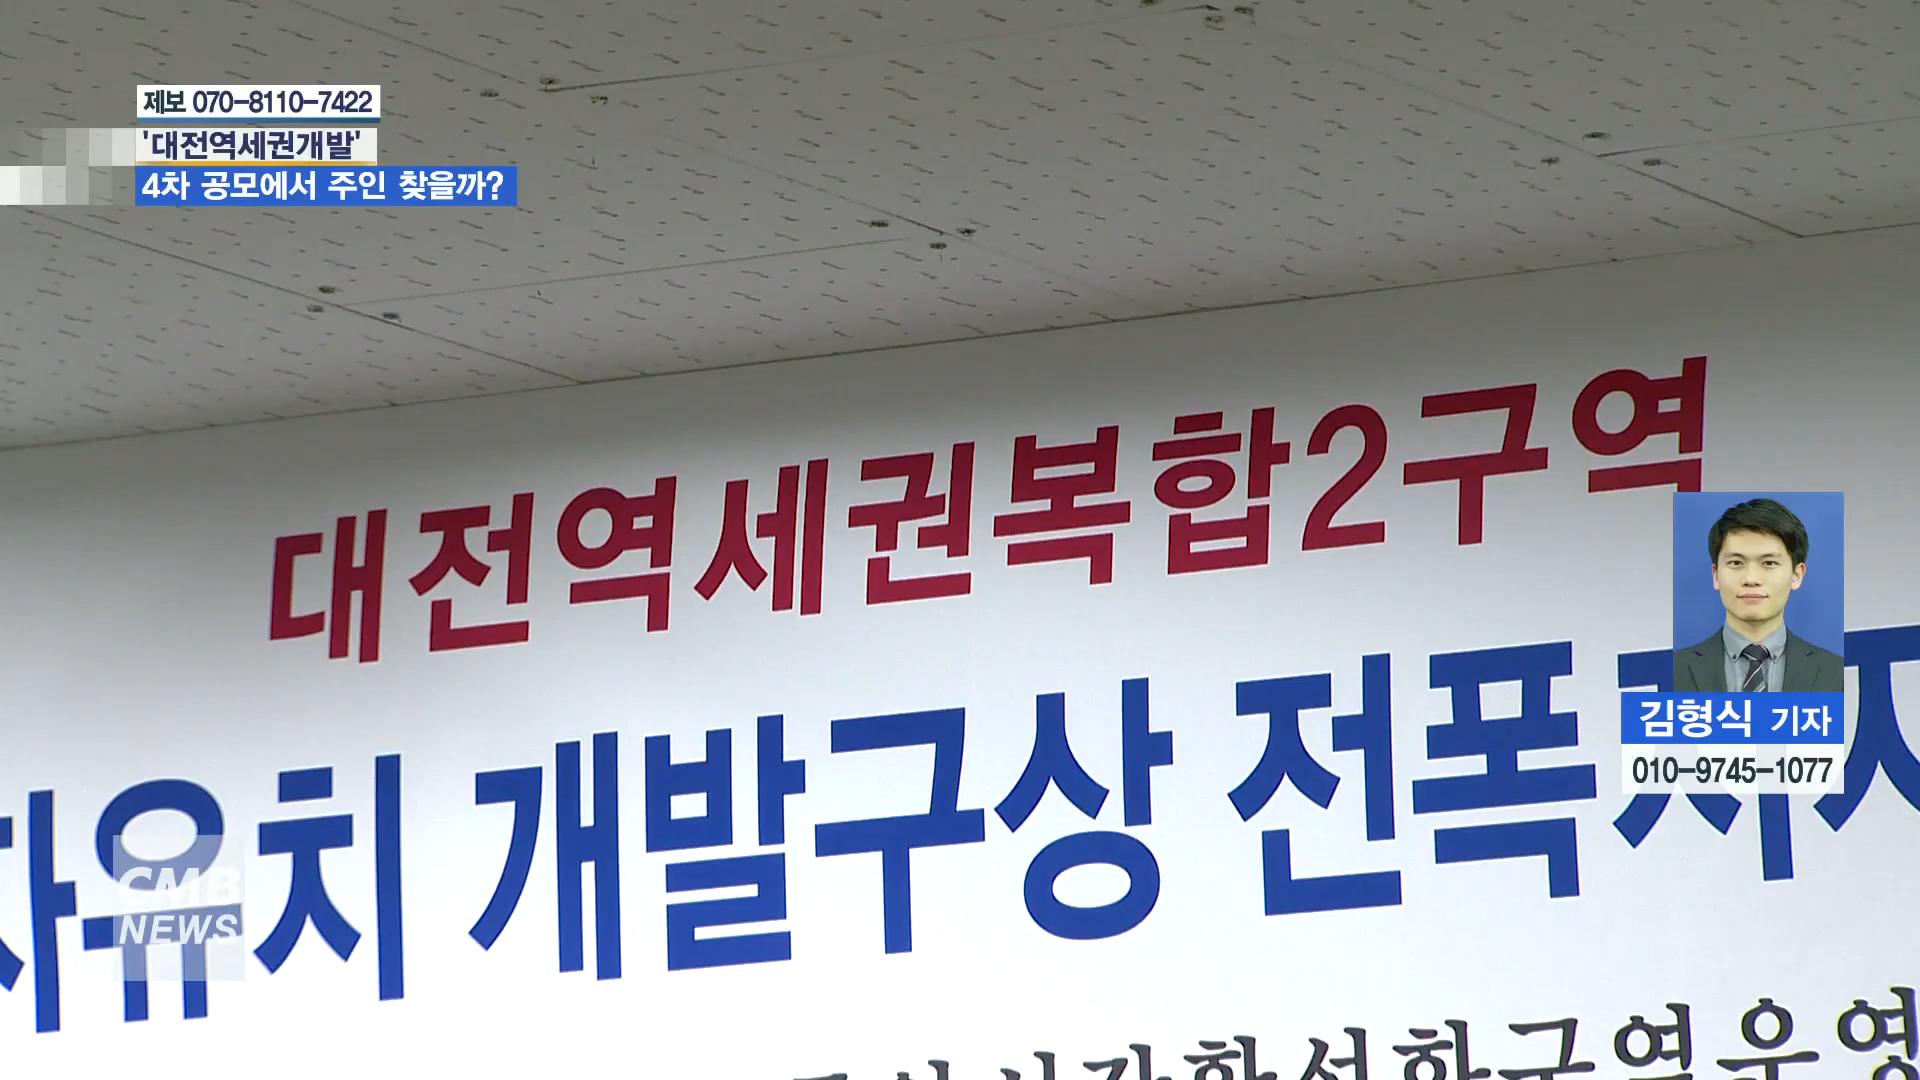 제보 070-8110-7422
'대전역세권개발'
4차 공모에서 주인 찾을까?
대전역세권복합2구역
자유치 개발구상 전폭지지
김형식 기자
010-9745-1077
CMB
NEWS